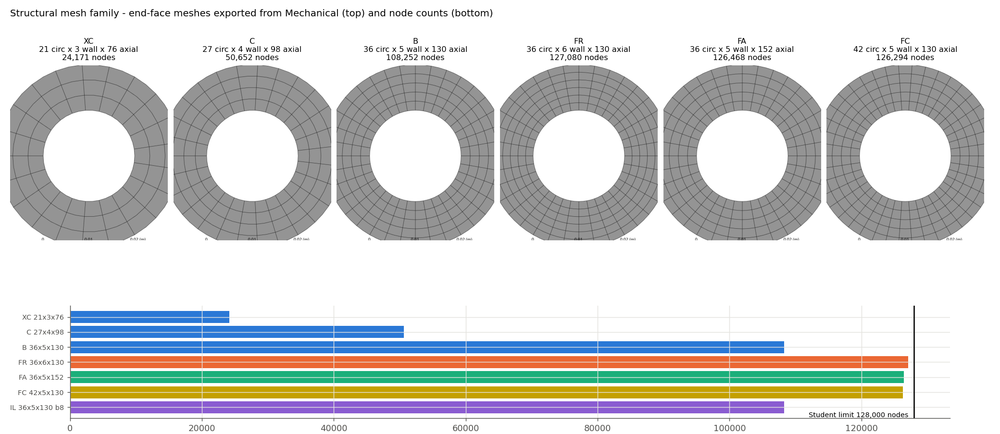 Structural mesh family - end-face meshes exported from Mechanical (top) and node counts (bottom)
XC
21 circ x 3 wall x 76 axial
24,171 nodes
C
27 circ x 4 wall x 98 axial
50,652 nodes
B
36 circ x 5 wall x 130 axial
108,252 nodes
FR
36 circ x 6 wall x 130 axial
127,080 nodes
FA
36 circ x 5 wall x 152 axial
126,468 nodes
FC
42 circ x 5 wall x 130 axial
126,294 nodes
0 0.01 0.02 (m)
0 0.01 0.02 (m)
0 0.01 0.02 (m)
0 0.01 0.02 (m)
0 0.01 0.02 (m)
0 0.01 0.02 (m)
XC 21x3x76
C 27x4x98
B 36x5x130
FR 36x6x130
FA 36x5x152
FC 42x5x130
IL 36x5x130 b8
Student limit 128,000 nodes
0 20000 40000 60000 80000 100000 120000